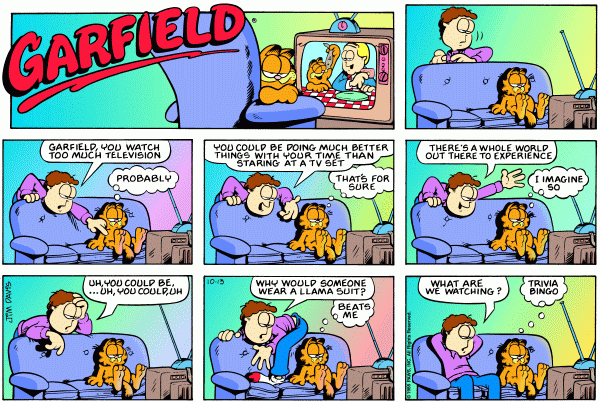 GARFIELD
GARFIELD, YOU WATCH
TOO MUCH TELEVISION
PROBABLY
YOU COULD BE DOING MUCH BETTER
THINGS WITH YOUR TIME THAN
STARING AT A TV SET
THAT'S FOR
SURE
THERE'S A WHOLE WORLD
OUT THERE TO EXPERIENCE
I IMAGINE
SO
JIM DAVIS
UH, YOU COULD BE,
...UH, YOU COULD, UH
10-13
WHY WOULD SOMEONE
WEAR A LLAMA SUIT?
BEATS
ME
WHAT ARE
WE WATCHING?
TRIVIA
BINGO